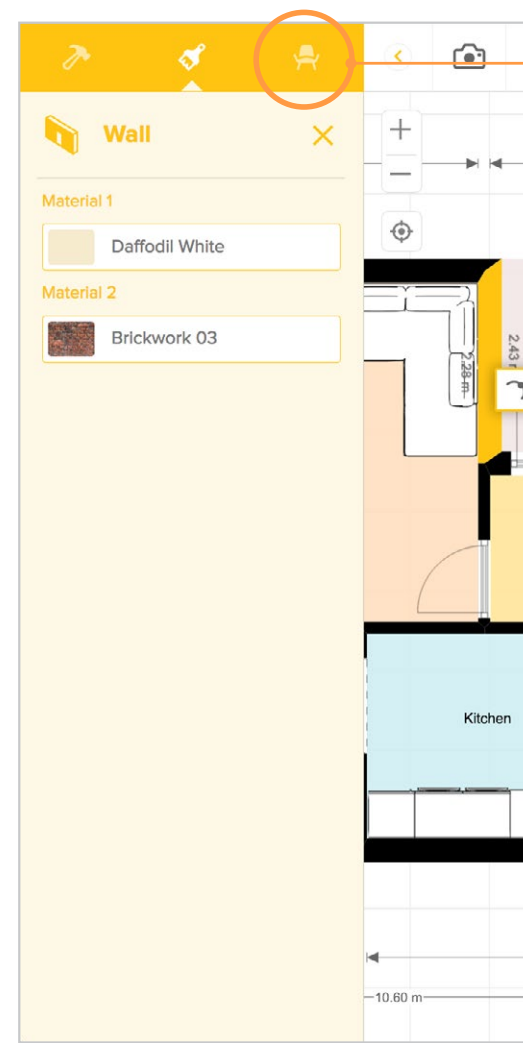 Wall
Material 1
Daffodil White
Material 2
Brickwork 03
2.28 m
2.43
Kitchen
10.60 m